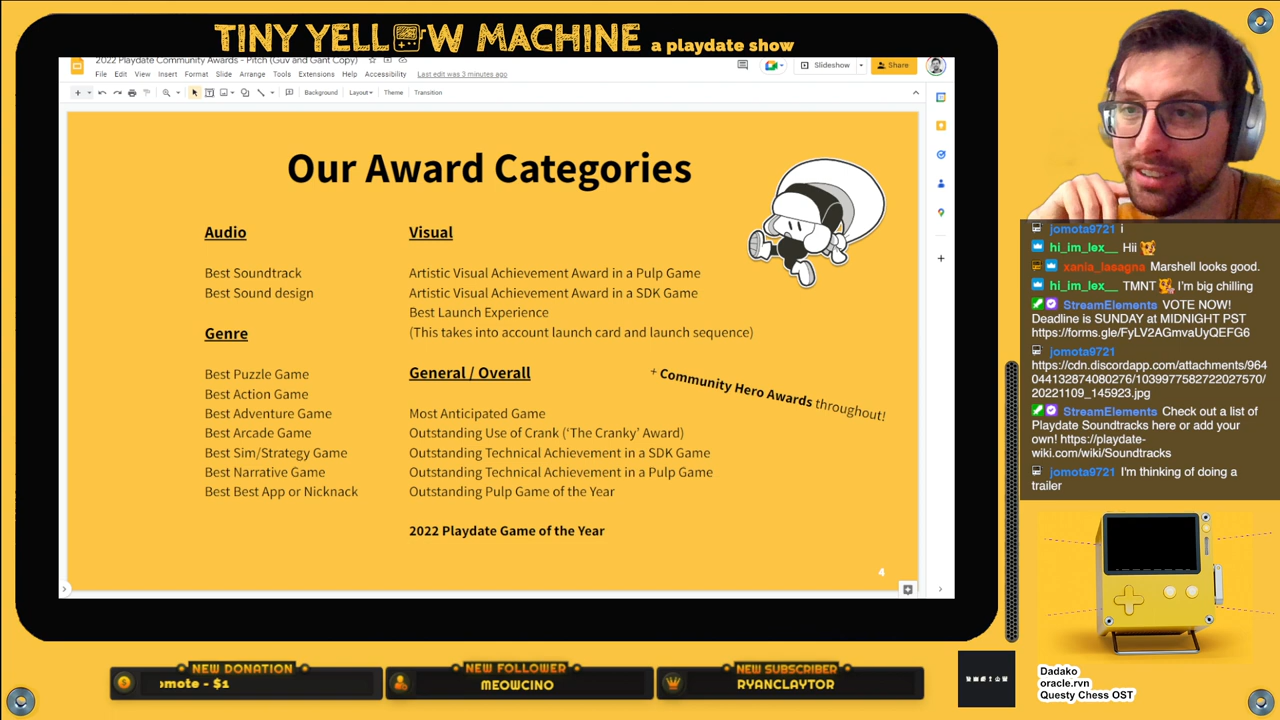 TINY YELLOW MACHINE a playdate show
2022 Playdate Community Awards - Pitch (Guv and Gant Copy)
File Edit View Insert Format Slide Arrange Tools Extensions Help Accessibility Last edit was 3 minutes ago
Slideshow
Share
Background Layout Theme Transition
Our Award Categories
Audio
Best Soundtrack
Best Sound design
Genre
Best Puzzle Game
Best Action Game
Best Adventure Game
Best Arcade Game
Best Sim/Strategy Game
Best Narrative Game
Best Best App or Nicknack
Visual
Artistic Visual Achievement Award in a Pulp Game
Artistic Visual Achievement Award in a SDK Game
Best Launch Experience
(This takes into account launch card and launch sequence)
General / Overall
Most Anticipated Game
Outstanding Use of Crank (‘The Cranky’ Award)
Outstanding Technical Achievement in a SDK Game
Outstanding Technical Achievement in a Pulp Game
Outstanding Pulp Game of the Year
2022 Playdate Game of the Year
+ Community Hero Awards throughout!
4
jomota9721 i
hi_im_lex__ Hii
xania_lasagna Marshell looks good.
hi_im_lex__ TMNT I'm big chilling
StreamElements VOTE NOW!
Deadline is SUNDAY at MIDNIGHT PST
https://forms.gle/FyLV2AGmvaUyQEFG6
jomota9721
https://cdn.discordapp.com/attachments/964
044132874080276/1039977582722027570/
20221109_145923.jpg
StreamElements Check out a list of
Playdate Soundtracks here or add your
own! https://playdate-
wiki.com/wiki/Soundtracks
jomota9721 I'm thinking of doing a
trailer
NEW DONATION
omote - $1
NEW FOLLOWER
MEOWCINO
NEW SUBSCRIBER
RYANCLAYTOR
Dadako
oracle.rvn
Questy Chess OST